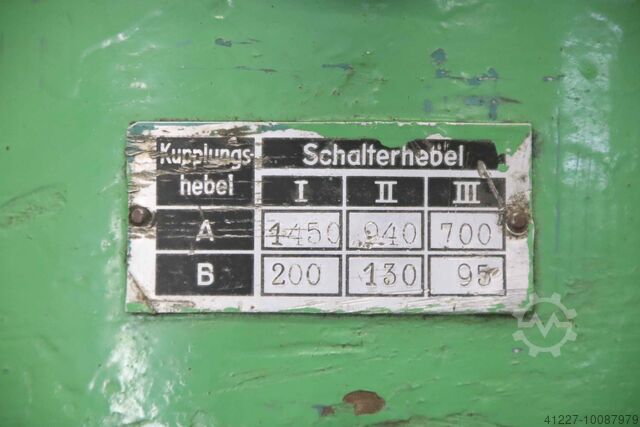 Kupplungs- Schalterhebel
hebel I II III
A 1450 940 700
B 200 130 95
41227-10087979